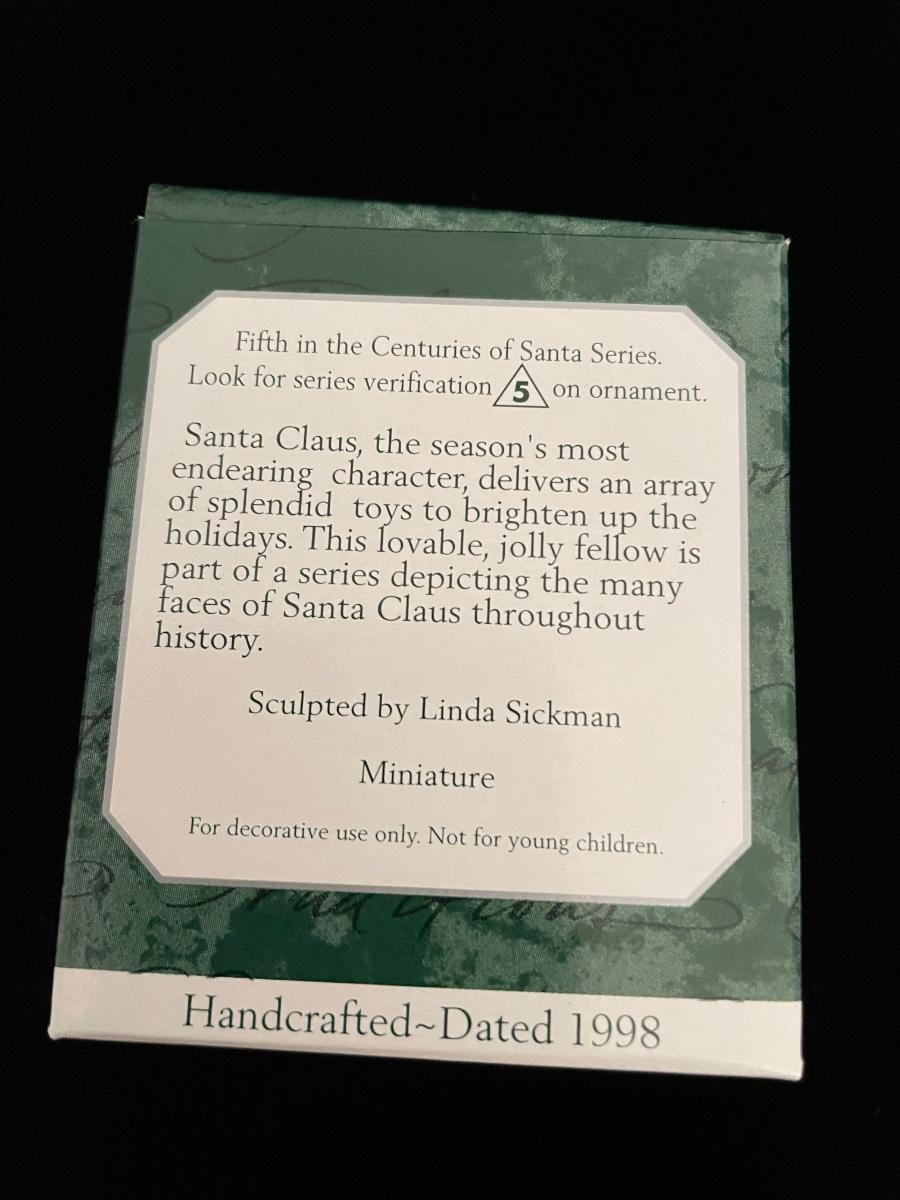 Fifth in the Centuries of Santa Series.
Look for series verification 5 on ornament.
Santa Claus, the season's most
endearing character, delivers an array
of splendid toys to brighten up the
holidays. This lovable, jolly fellow is
part of a series depicting the many
faces of Santa Claus throughout
history.
Sculpted by Linda Sickman
Miniature
For decorative use only. Not for young children.
Handcrafted~Dated 1998